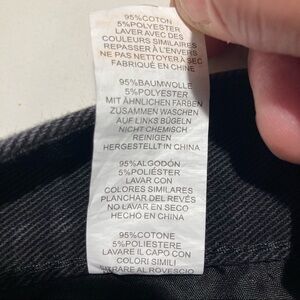 95%COTON
5%POLYESTER
LAVER AVEC DES
COULEURS SIMILAIRES
REPASSER À L'ENVERS
NE PAS NETTOYER À SEC
FABRIQUÉ EN CHINE
95%BAUMWOLLE
5%POLYESTER
MIT ÄHNLICHEN FARBEN
ZUSAMMEN WASCHEN
AUF LINKS BÜGELN
NICHT CHEMISCH
REINIGEN
HERGESTELLT IN CHINA
95%ALGODÓN
5%POLIÉSTER
LAVAR CON
COLORES SIMILARES
PLANCHAR DEL REVÉS
NO LAVAR EN SECO
HECHO EN CHINA
95%COTONE
5%POLIESTERE
LAVARE IL CAPO CON
COLORI SIMILI
AL ROVESCIO